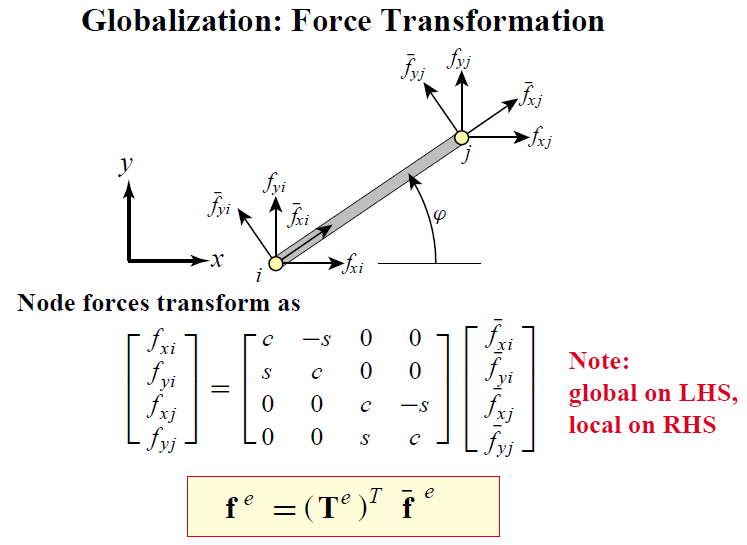 Globalization: Force Transformation
f̄yj fyj
f̄xj
fxj
j
y
fyi
f̄yi f̄xi φ
x
i fxi
Node forces transform as
[ fxi ] [ c −s 0 0 ] [ f̄xi ]
[ fyi ] = [ s c 0 0 ] [ f̄yi ]
[ fxj ] [ 0 0 c −s ] [ f̄xj ]
[ fyj ] [ 0 0 s c ] [ f̄yj ]
Note:
global on LHS,
local on RHS
f^e = (T^e)^T f̄^e